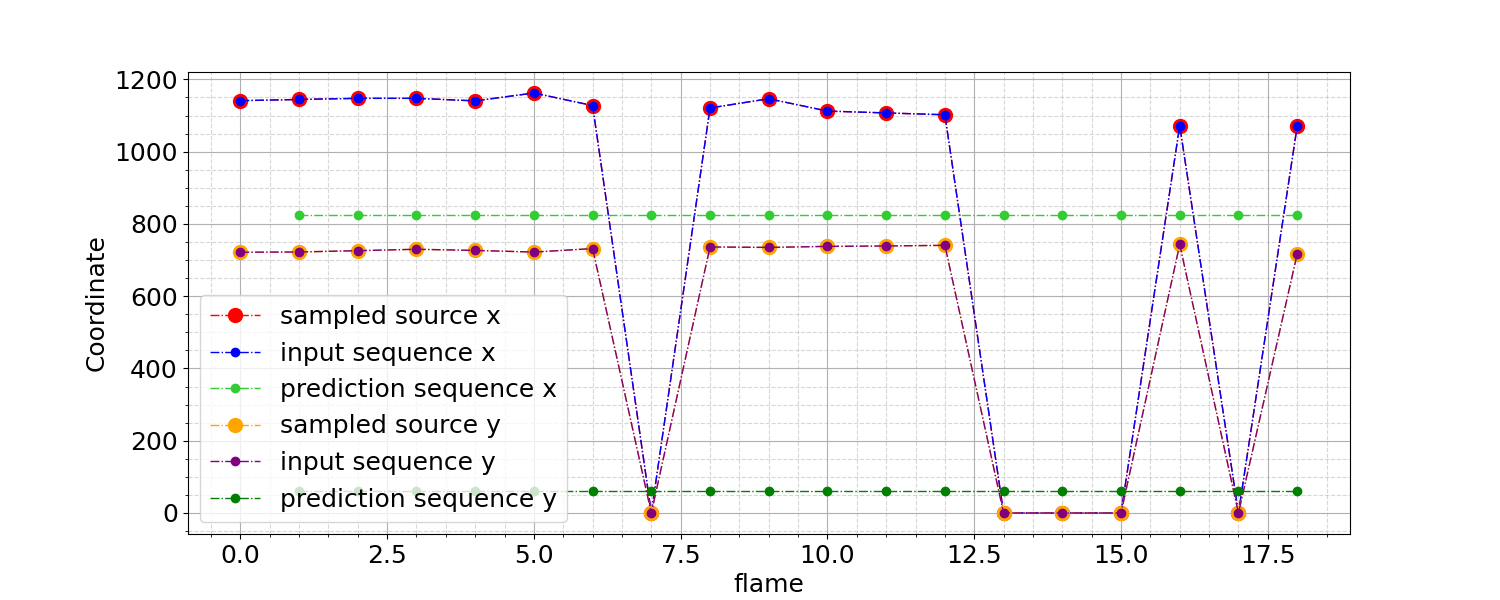 1200
1000
800
600
400
200
0
Coordinate
sampled source x
input sequence x
prediction sequence x
sampled source y
input sequence y
prediction sequence y
0.0 2.5 5.0 7.5 10.0 12.5 15.0 17.5
flame